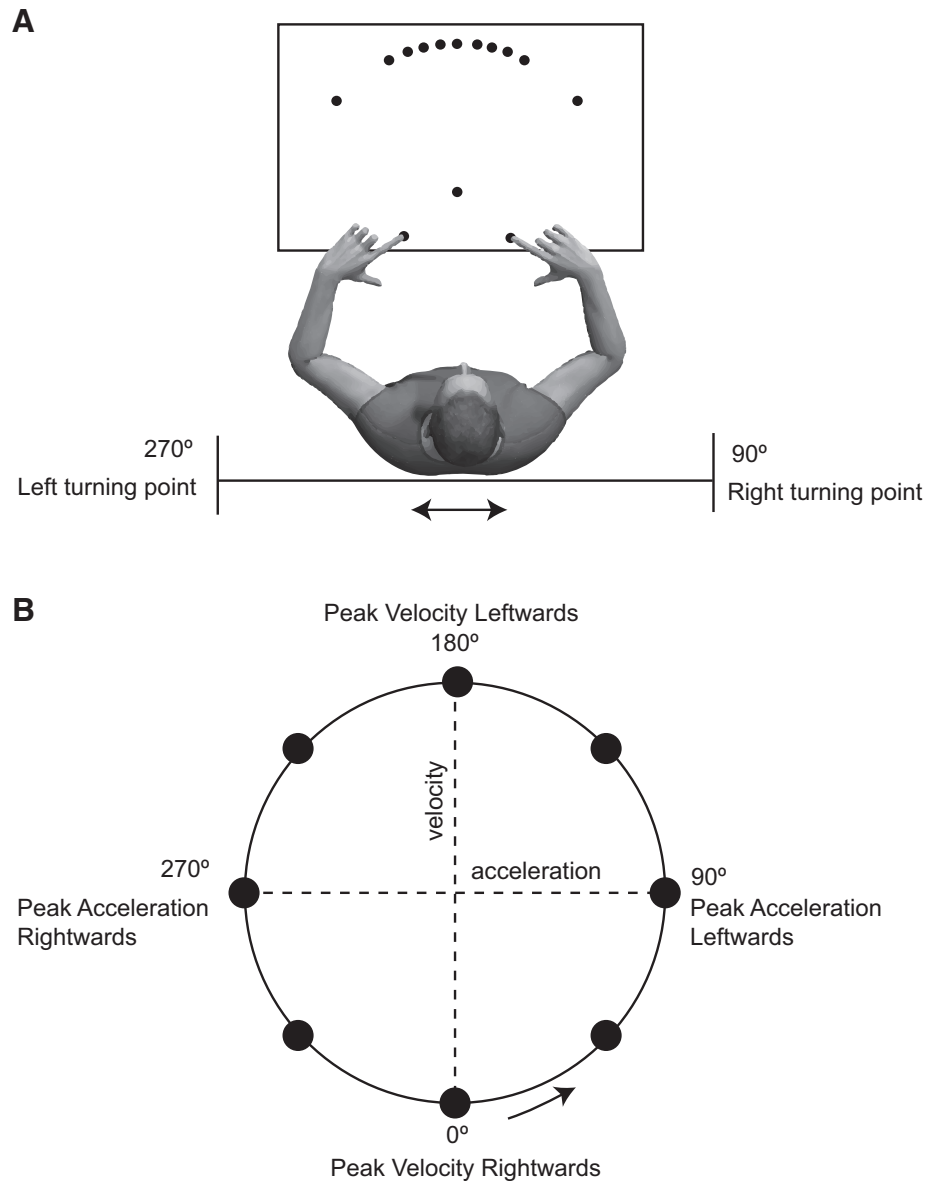 A
270º
Left turning point
90º
Right turning point
B
Peak Velocity Leftwards
180º
velocity
acceleration
270º
Peak Acceleration
Rightwards
90º
Peak Acceleration
Leftwards
0º
Peak Velocity Rightwards